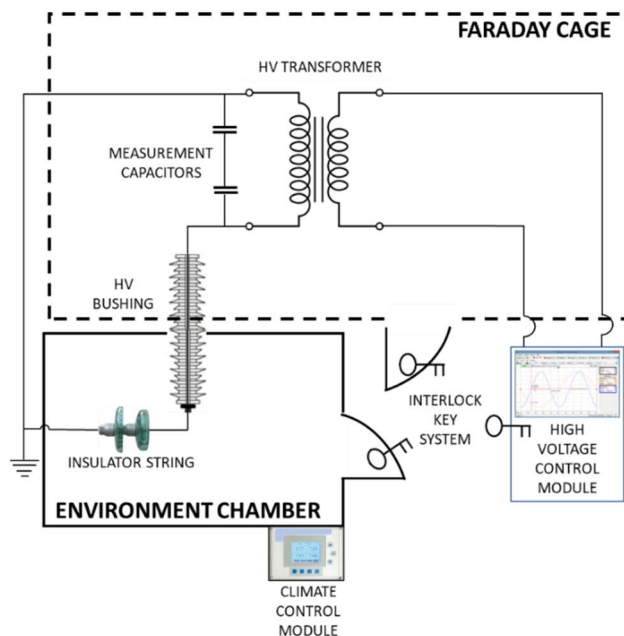 FARADAY CAGE
HV TRANSFORMER
MEASUREMENT
CAPACITORS
HV
BUSHING
INTERLOCK
KEY
SYSTEM
HIGH
VOLTAGE
CONTROL
MODULE
INSULATOR STRING
ENVIRONMENT CHAMBER
CLIMATE
CONTROL
MODULE